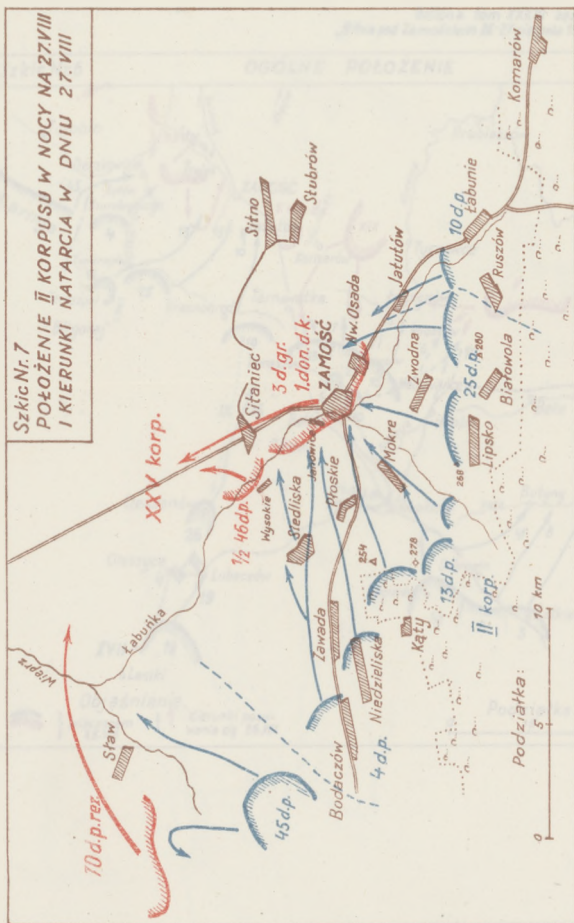 Szkic Nr. 7
POŁOŻENIE II KORPUSU W NOCY NA 27.VIII
I KIERUNKI NATARCIA W DNIU 27.VIII
Komarów
Sitno
Stubrów
Łabunie
10 d.p.
Jatutów
Ruszów
Nw. Osada
3 d.gr.
1. don. d. k.
ZAMOŚĆ
Sitaniec
XXV korp.
Zwodna
25 d.p.
260
Białowola
Lipsko
268
Mokre
Janowice
½ 46 d.p.
Wysokie
Siedliska
Płoskie
254
278
13 d.p.
II korp.
Kąty
Zawada
Niedzieliska
4 d.p.
Bodaczów
Łabuńka
Wieprz
Sław
70 d.p. rez.
45 d.p.
Podziałka:
0
5
10 km
OGÓLNE POŁOŻENIE